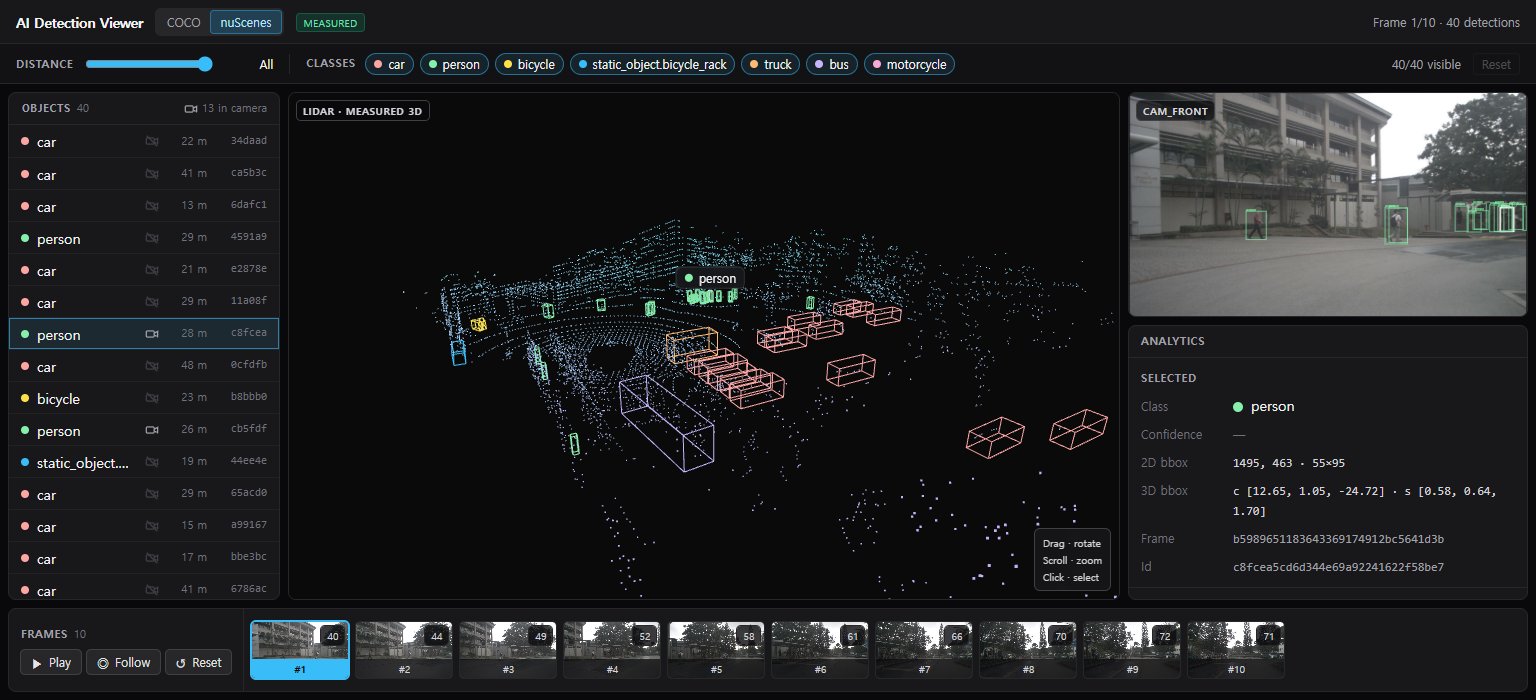 AI Detection Viewer COCO nuScenes MEASURED Frame 1/10 · 40 detections
DISTANCE All CLASSES car person bicycle static_object.bicycle_rack truck bus motorcycle 40/40 visible Reset
OBJECTS 40 13 in camera
car 22 m 34daad
car 41 m ca5b3c
car 13 m 6dafc1
person 29 m 4591a9
car 21 m e2878e
car 29 m 11a08f
person 28 m c8fcea
car 48 m 0cfdfb
bicycle 23 m b8bbb0
person 26 m cb5fdf
static_object.... 19 m 44ee4e
car 29 m 65acd0
car 15 m a99167
car 17 m bbe3bc
car 41 m 6786ac
LIDAR · MEASURED 3D
person
Drag · rotate
Scroll · zoom
Click · select
CAM_FRONT
ANALYTICS
SELECTED
Class person
Confidence —
2D bbox 1495, 463 · 55×95
3D bbox c [12.65, 1.05, -24.72] · s [0.58, 0.64,
1.70]
Frame b5989651183643369174912bc5641d3b
Id c8fcea5cd6d344e69a92241622f58be7
FRAMES 10
Play Follow Reset
40 44 49 52 58 61 66 70 72 71
#1 #2 #3 #4 #5 #6 #7 #8 #9 #10